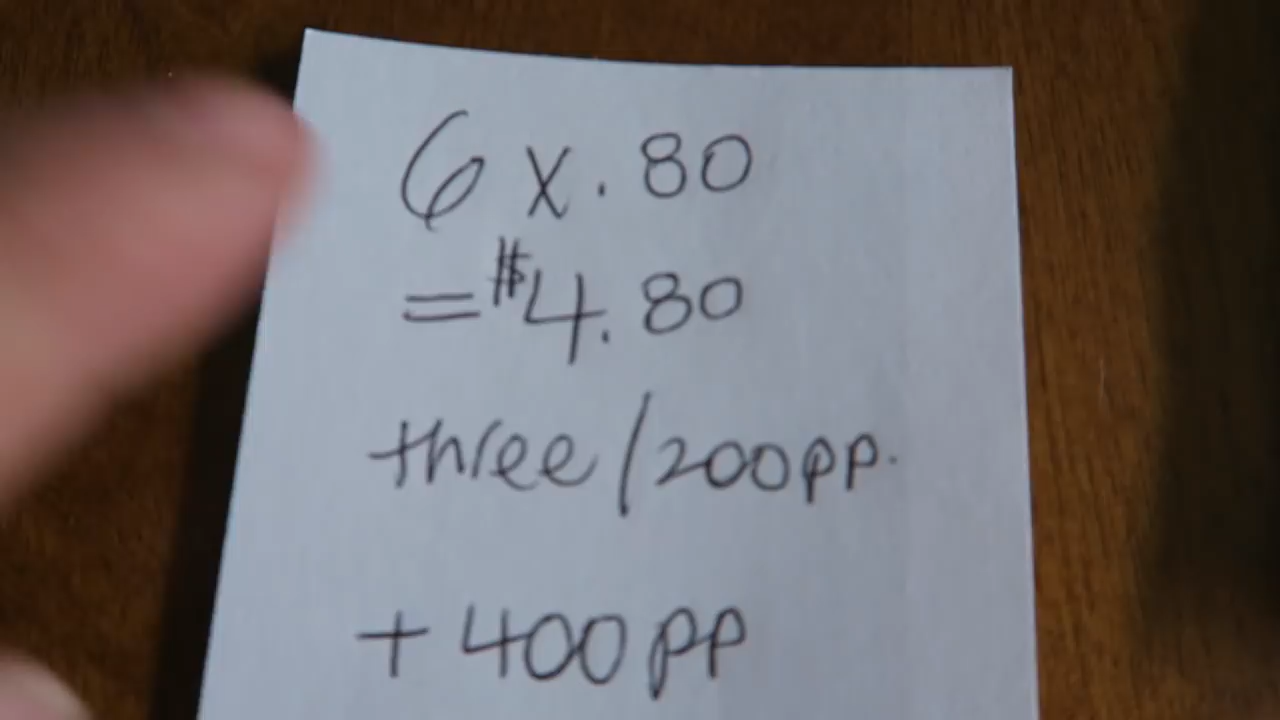 6 x .80
= $4.80
three/200pp.
+ 400pp